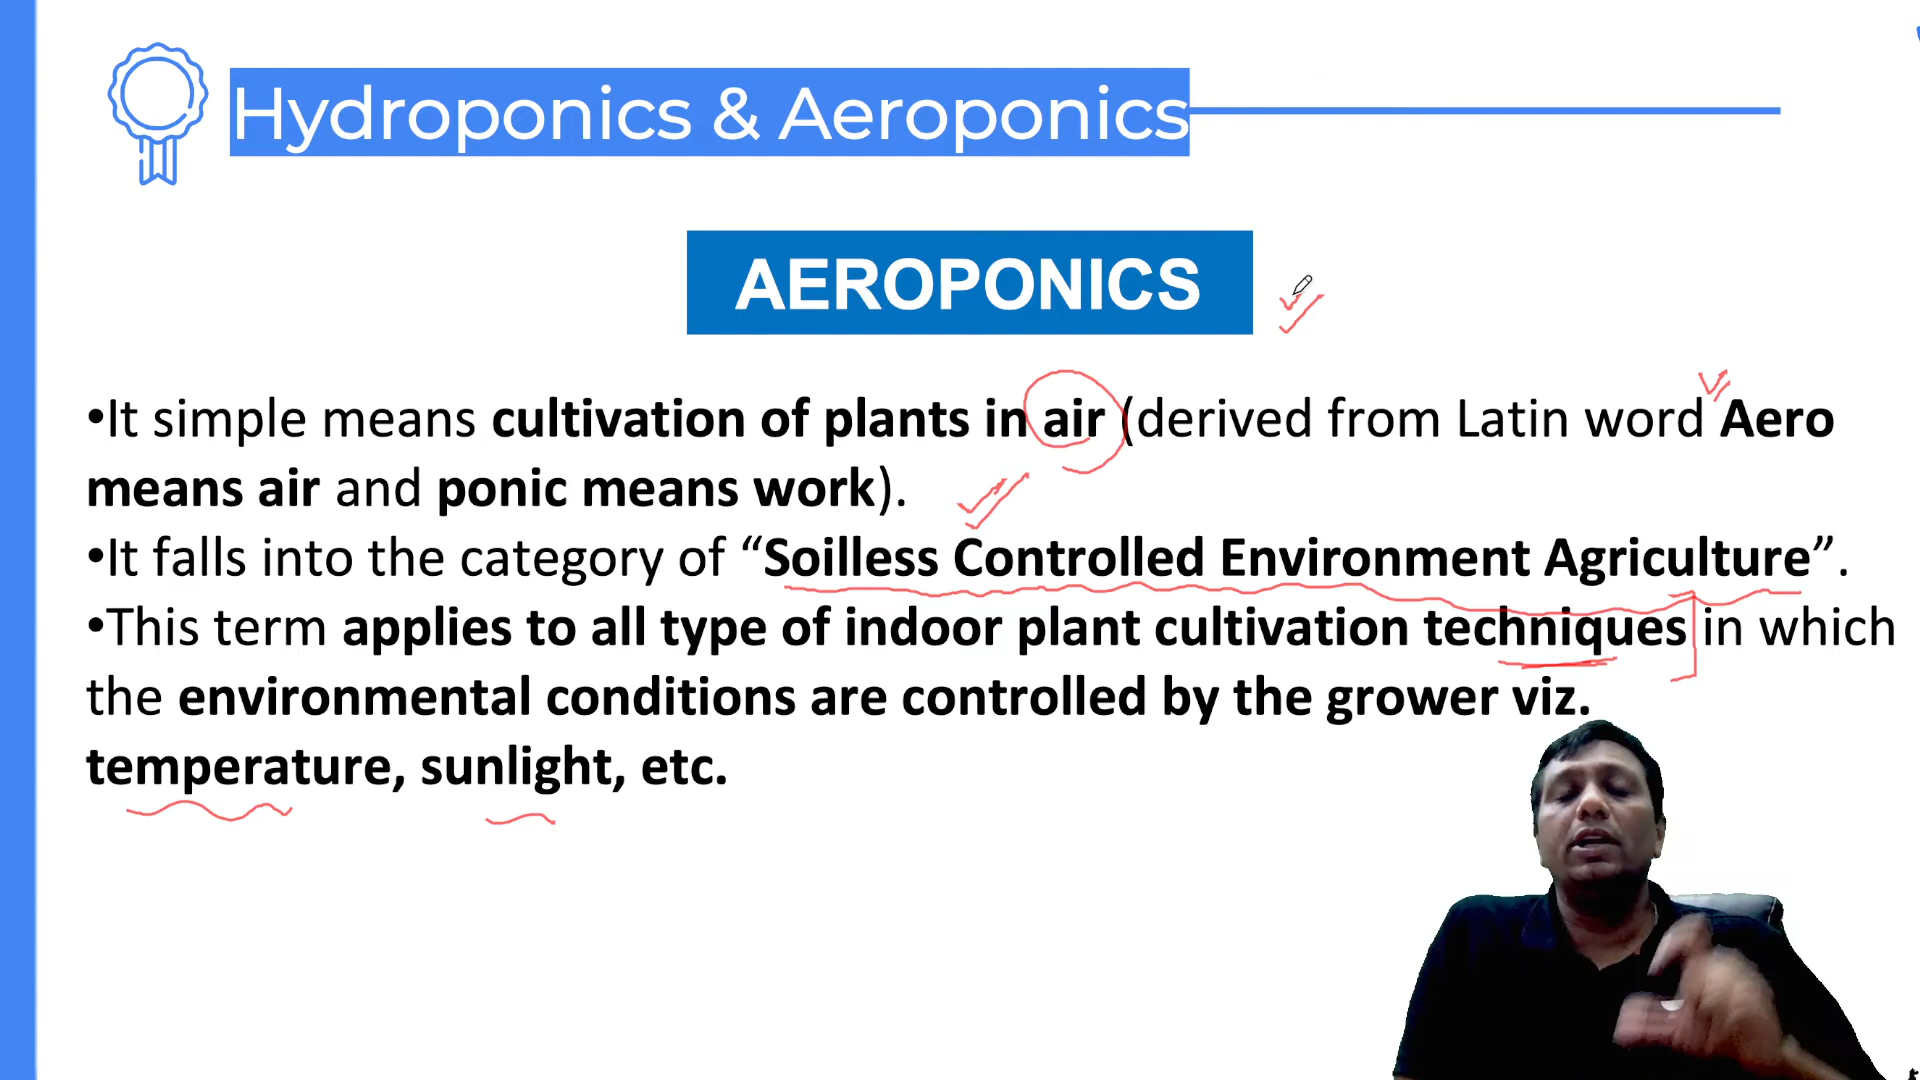 Hydroponics & Aeroponics
AEROPONICS
•It simple means cultivation of plants in air (derived from Latin word Aero
means air and ponic means work).
•It falls into the category of “Soilless Controlled Environment Agriculture”.
•This term applies to all type of indoor plant cultivation techniques in which
the environmental conditions are controlled by the grower viz.
temperature, sunlight, etc.